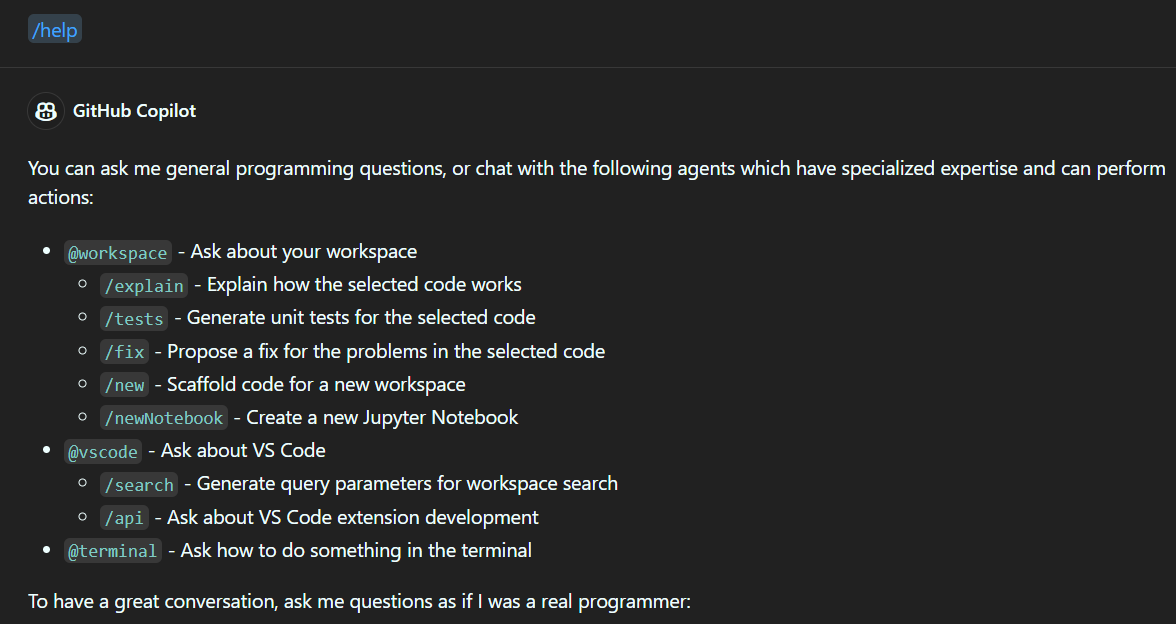 /help
GitHub Copilot
You can ask me general programming questions, or chat with the following agents which have specialized expertise and can perform
actions:
@workspace - Ask about your workspace
/explain - Explain how the selected code works
/tests - Generate unit tests for the selected code
/fix - Propose a fix for the problems in the selected code
/new - Scaffold code for a new workspace
/newNotebook - Create a new Jupyter Notebook
@vscode - Ask about VS Code
/search - Generate query parameters for workspace search
/api - Ask about VS Code extension development
@terminal - Ask how to do something in the terminal
To have a great conversation, ask me questions as if I was a real programmer: